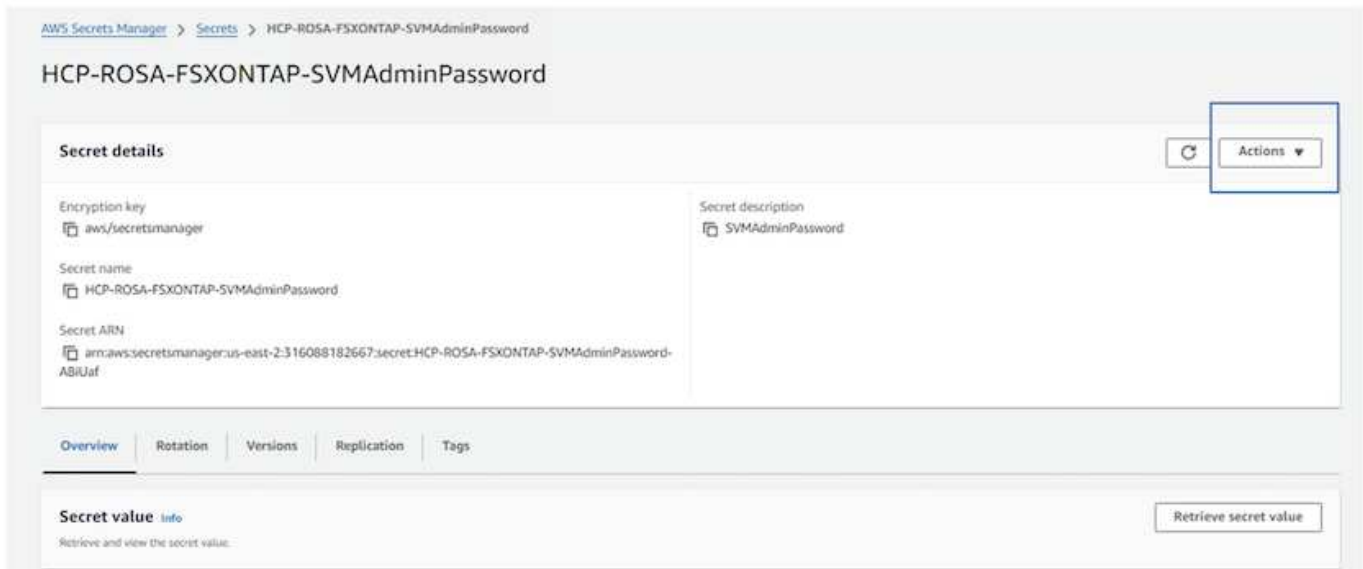 AWS Secrets Manager > Secrets > HCP-ROSA-FSXONTAP-SVMAdminPassword
HCP-ROSA-FSXONTAP-SVMAdminPassword
Secret details
Actions
Encryption key
aws/secretsmanager
Secret description
SVMAdminPassword
Secret name
HCP-ROSA-FSXONTAP-SVMAdminPassword
Secret ARN
arn:aws:secretsmanager:us-east-2:316088182667:secret:HCP-ROSA-FSXONTAP-SVMAdminPassword-
ABiUaf
Overview Rotation Versions Replication Tags
Secret value Info
Retrieve secret value
Retrieve and view the secret value.